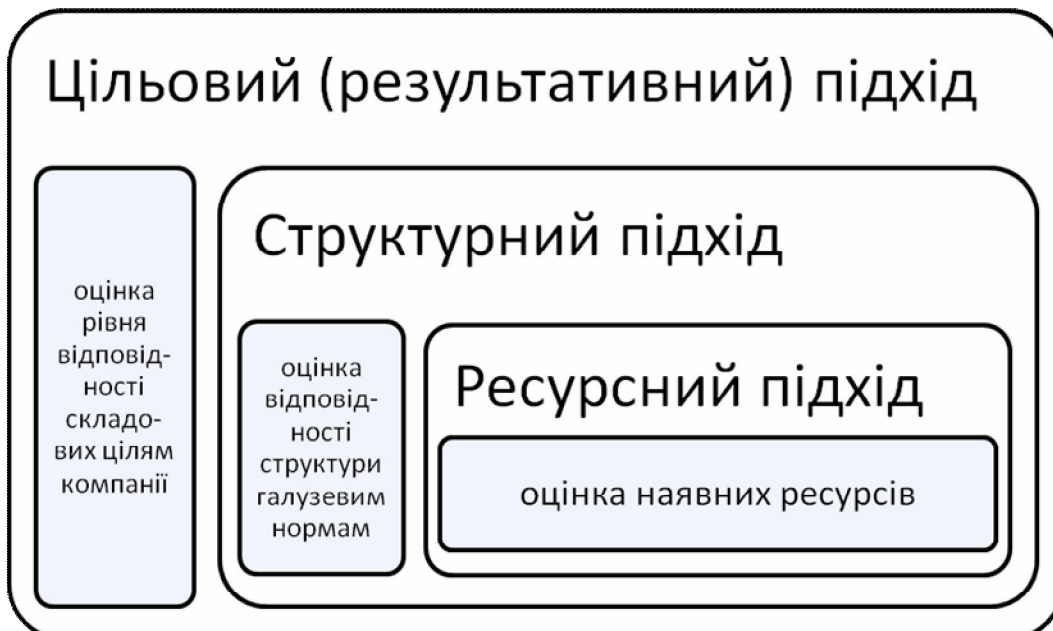 Цільовий (результативний) підхід
оцінка
рівня
відповід-
ності
складо-
вих цілям
компанії
Структурний підхід
оцінка
відповід-
ності
структури
галузевим
нормам
Ресурсний підхід
оцінка наявних ресурсів